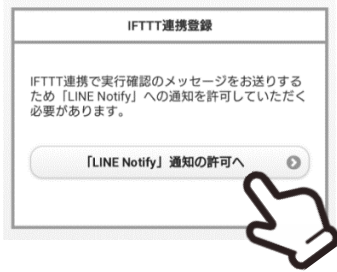 IFTTT連携登録
IFTTT連携で実行確認のメッセージをお送りする
ため「LINE Notify」への通知を許可していただく
必要があります。
「LINE Notify」通知の許可へ